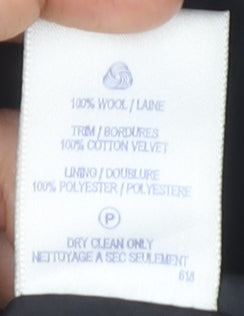 100% WOOL / LAINE
TRIM / BORDURES
100% COTTON VELVET
LINING / DOUBLURE
100% POLYESTER / POLYESTERE
P
DRY CLEAN ONLY
NETTOYAGE A SEC SEULEMENT
618